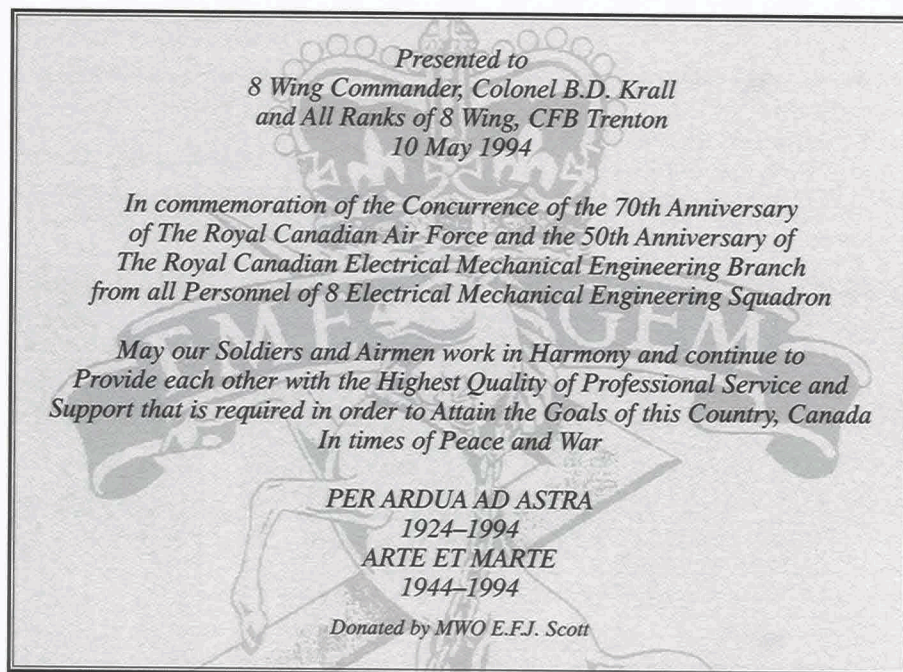 Presented to
8 Wing Commander, Colonel B.D. Krall
and All Ranks of 8 Wing, CFB Trenton
10 May 1994
In commemoration of the Concurrence of the 70th Anniversary
of The Royal Canadian Air Force and the 50th Anniversary of
The Royal Canadian Electrical Mechanical Engineering Branch
from all Personnel of 8 Electrical Mechanical Engineering Squadron
EME GEM
May our Soldiers and Airmen work in Harmony and continue to
Provide each other with the Highest Quality of Professional Service and
Support that is required in order to Attain the Goals of this Country, Canada
In times of Peace and War
PER ARDUA AD ASTRA
1924–1994
ARTE ET MARTE
1944–1994
Donated by MWO E.F.J. Scott